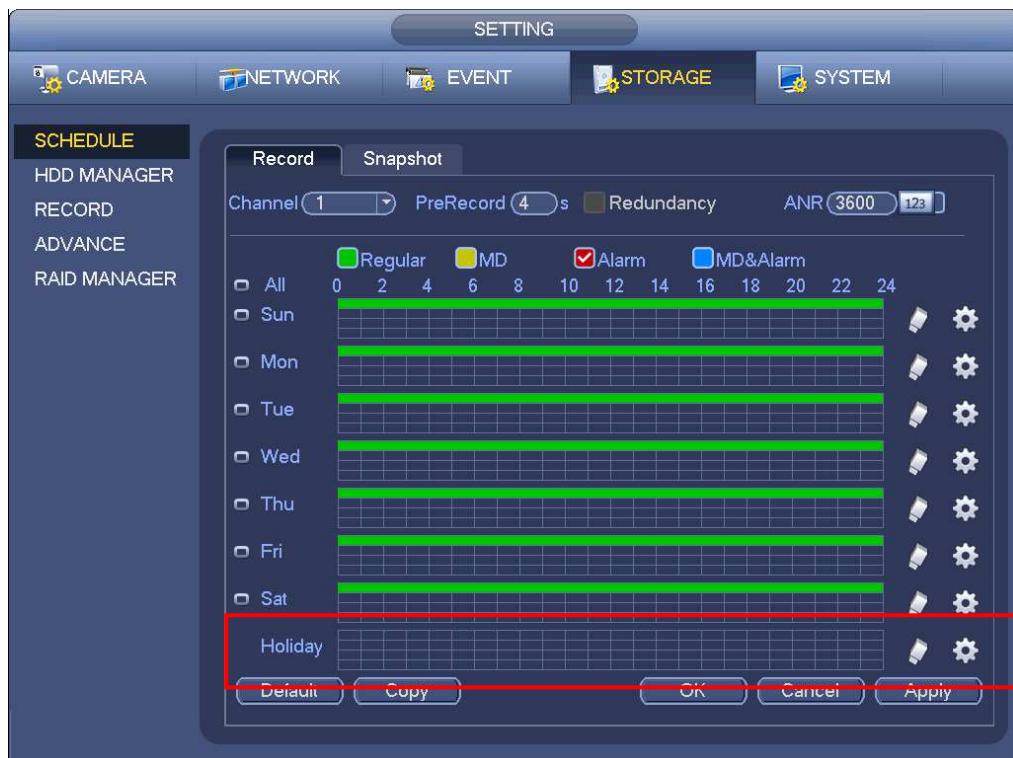 SETTING
CAMERA NETWORK EVENT STORAGE SYSTEM
SCHEDULE
HDD MANAGER
RECORD
ADVANCE
RAID MANAGER
Record Snapshot
Channel 1 PreRecord 4 s Redundancy ANR 3600 123
Regular MD Alarm MD&Alarm
All 0 2 4 6 8 10 12 14 16 18 20 22 24
Sun
Mon
Tue
Wed
Thu
Fri
Sat
Holiday
Default Copy OK Cancel Apply